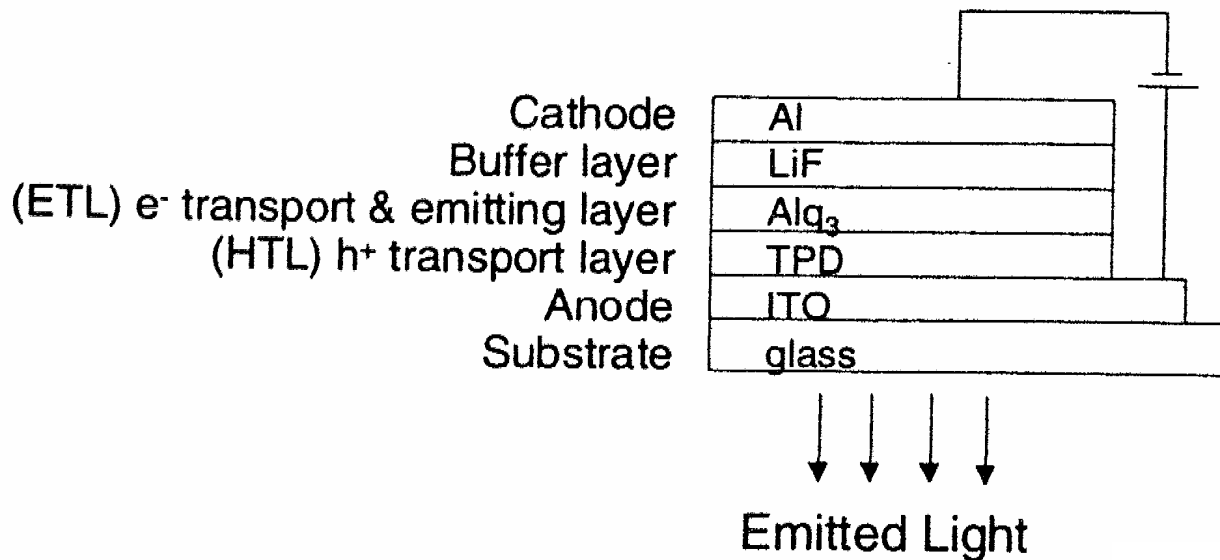 Cathode Al
Buffer layer LiF
(ETL) e⁻ transport & emitting layer Alq₃
(HTL) h⁺ transport layer TPD
Anode ITO
Substrate glass
Emitted Light